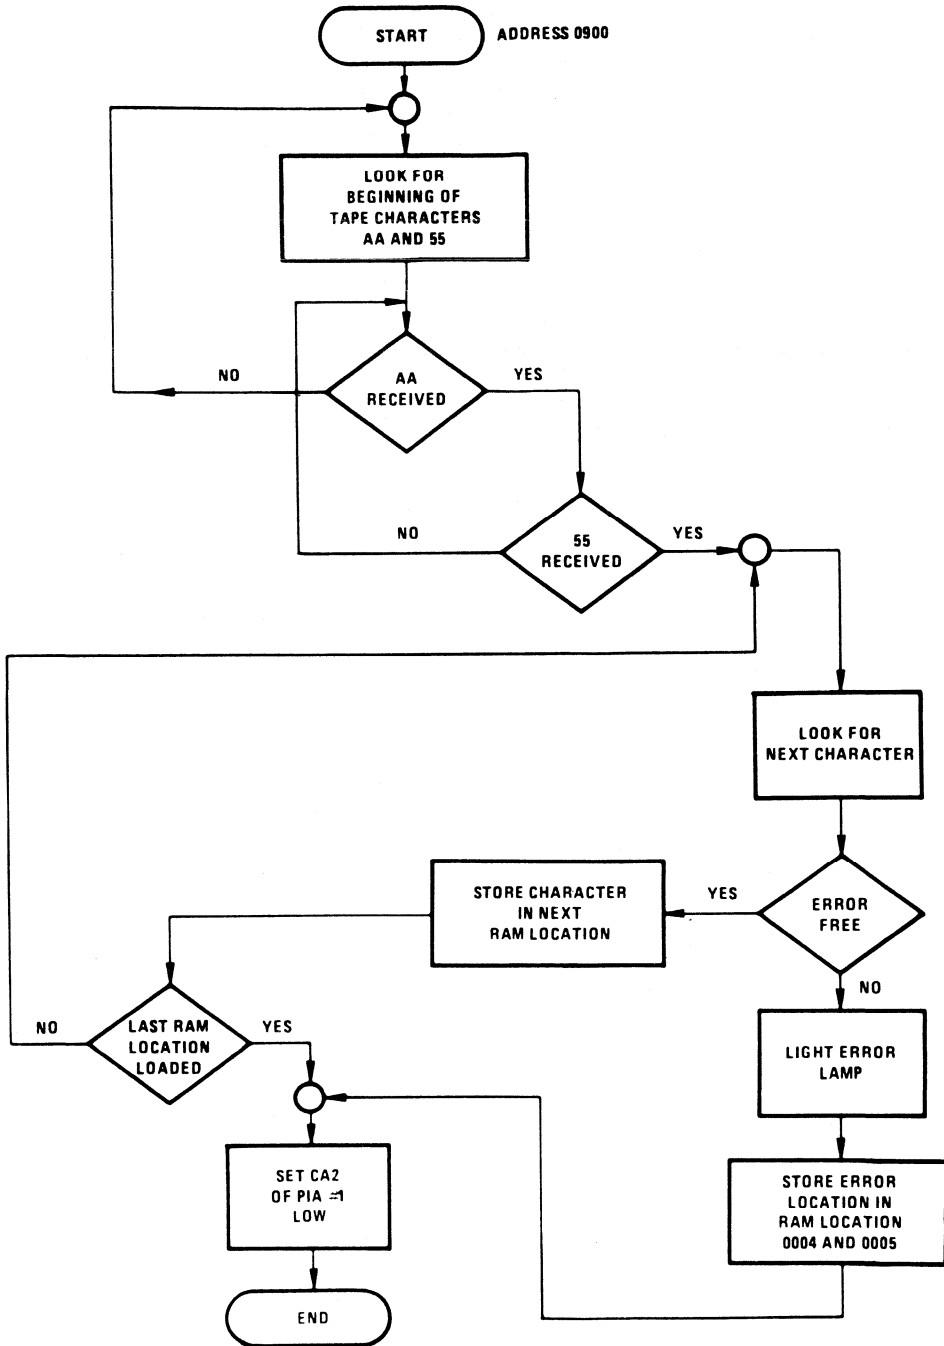 START
ADDRESS 0900
LOOK FOR
BEGINNING OF
TAPE CHARACTERS
AA AND 55
AA
RECEIVED
NO
YES
55
RECEIVED
NO
YES
LOOK FOR
NEXT CHARACTER
ERROR
FREE
YES
NO
STORE CHARACTER
IN NEXT
RAM LOCATION
LAST RAM
LOCATION
LOADED
NO
YES
LIGHT ERROR
LAMP
STORE ERROR
LOCATION IN
RAM LOCATION
0004 AND 0005
SET CA2
OF PIA #1
LOW
END